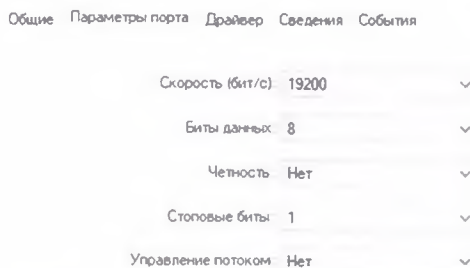 Общие Параметры порта Драйвер Сведения События
Скорость (бит/с) 19200
Биты данных 8
Четность Нет
Стоповые биты 1
Управление потоком Нет